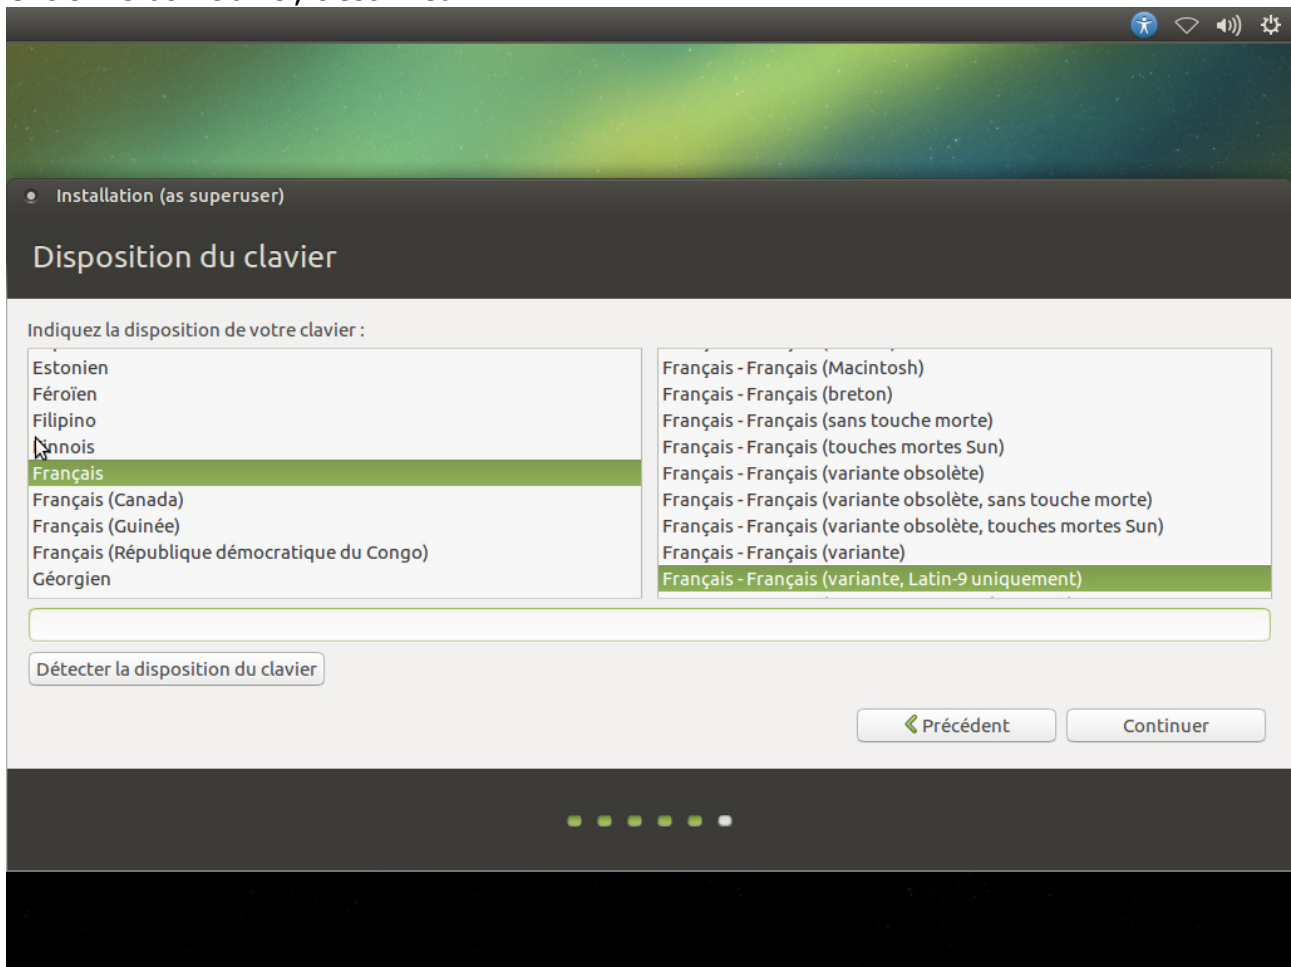 Installation (as superuser)
Disposition du clavier
Indiquez la disposition de votre clavier :
Estonien
Féroïen
Filipino
Français
Français (Canada)
Français (Guinée)
Français (République démocratique du Congo)
Géorgien
Français - Français (Macintosh)
Français - Français (breton)
Français - Français (sans touche morte)
Français - Français (touches mortes Sun)
Français - Français (variante obsolète)
Français - Français (variante obsolète, sans touche morte)
Français - Français (variante obsolète, touches mortes Sun)
Français - Français (variante)
Français - Français (variante, Latin-9 uniquement)
Détecter la disposition du clavier
Précédent
Continuer